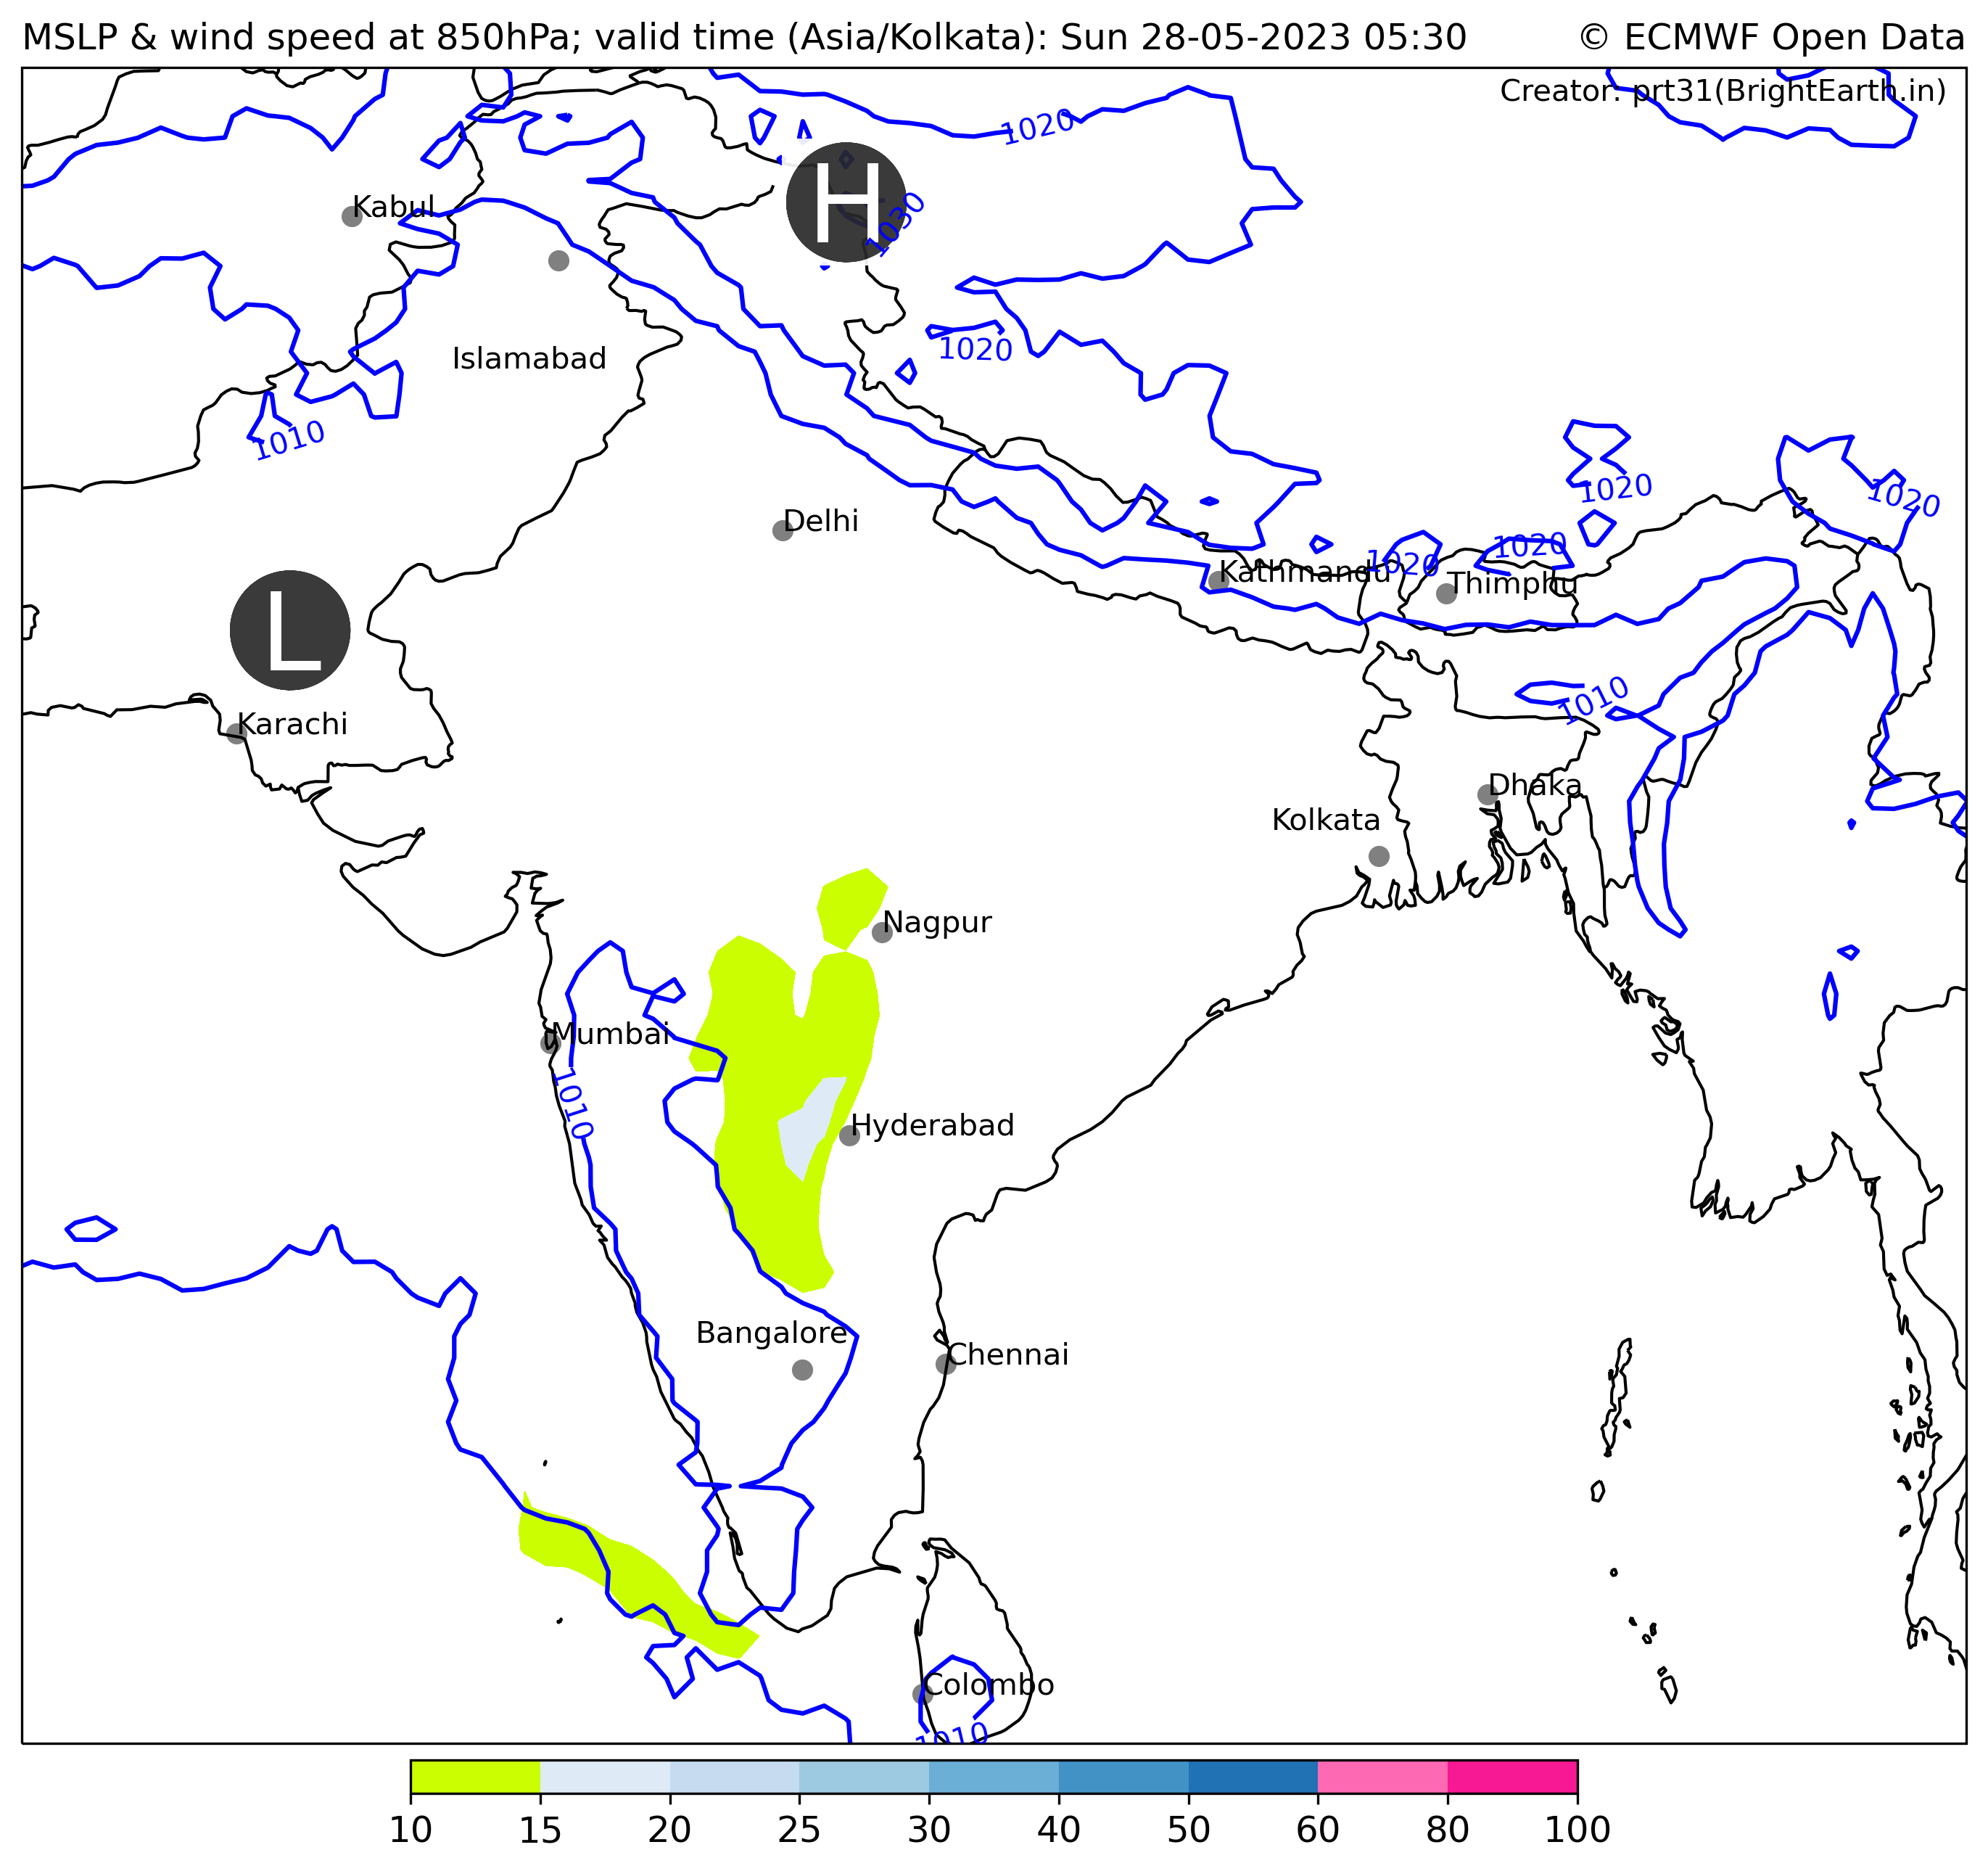 MSLP & wind speed at 850hPa; valid time (Asia/Kolkata): Sun 28-05-2023 05:30 © ECMWF Open Data
Creator: prt31(BrightEarth.in)
1020
H
1030
Kabul
1020
Islamabad
1010
1020
1020
Delhi
1020
1020
Kathmandu
Thimphu
L
1010
Karachi
Dhaka
Kolkata
Nagpur
Mumbai
1010
Hyderabad
Bangalore
Chennai
Colombo
1010
10 15 20 25 30 40 50 60 80 100